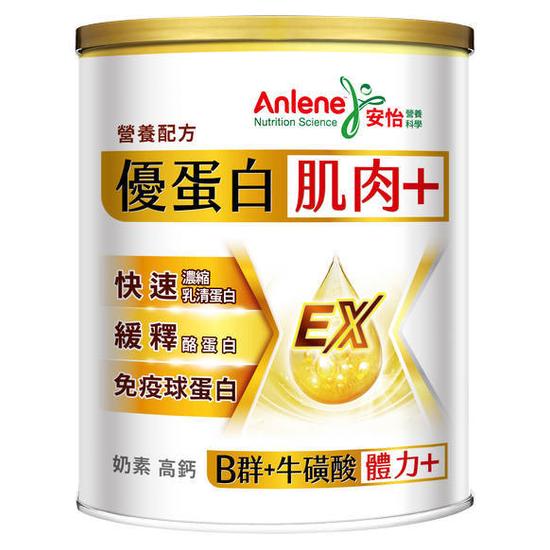 Anlene
Nutrition Science
安怡 營養科學
營養配方
優蛋白 肌肉+
快速 濃縮乳清蛋白
緩釋 酪蛋白
免疫球蛋白
EX
奶素 高鈣
B群+牛磺酸 體力+